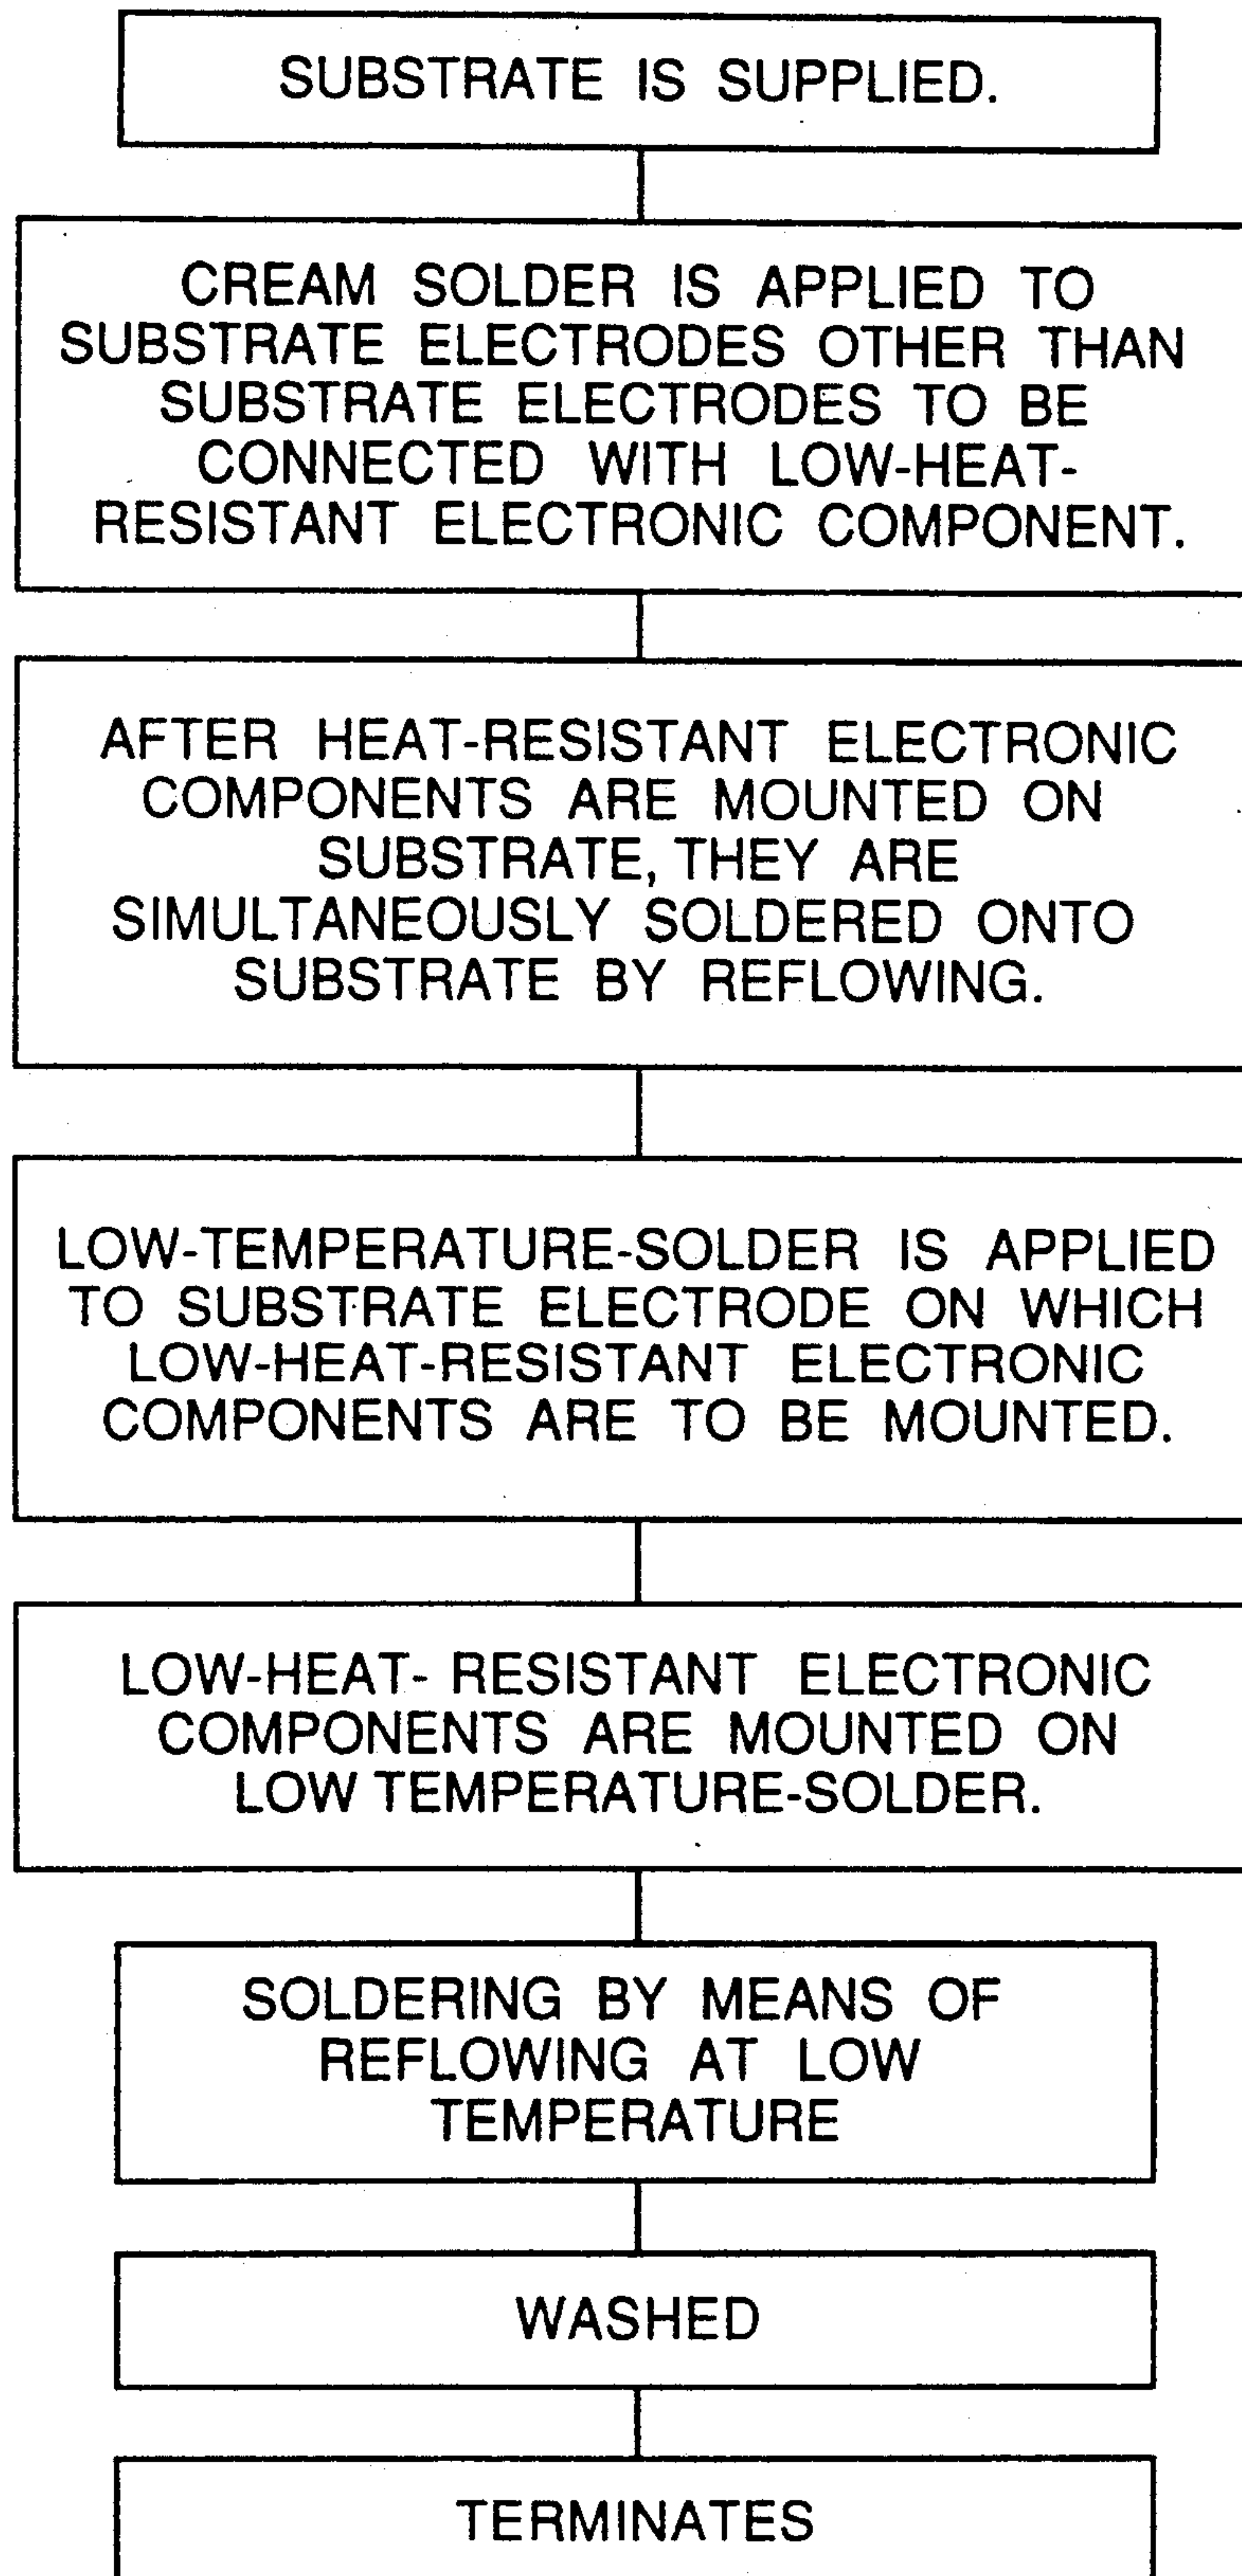 SUBSTRATE IS SUPPLIED.
CREAM SOLDER IS APPLIED TO
SUBSTRATE ELECTRODES OTHER THAN
SUBSTRATE ELECTRODES TO BE
CONNECTED WITH LOW-HEAT-
RESISTANT ELECTRONIC COMPONENT.
AFTER HEAT-RESISTANT ELECTRONIC
COMPONENTS ARE MOUNTED ON
SUBSTRATE, THEY ARE
SIMULTANEOUSLY SOLDERED ONTO
SUBSTRATE BY REFLOWING.
LOW-TEMPERATURE-SOLDER IS APPLIED
TO SUBSTRATE ELECTRODE ON WHICH
LOW-HEAT-RESISTANT ELECTRONIC
COMPONENTS ARE TO BE MOUNTED.
LOW-HEAT- RESISTANT ELECTRONIC
COMPONENTS ARE MOUNTED ON
LOW TEMPERATURE-SOLDER.
SOLDERING BY MEANS OF
REFLOWING AT LOW
TEMPERATURE
WASHED
TERMINATES